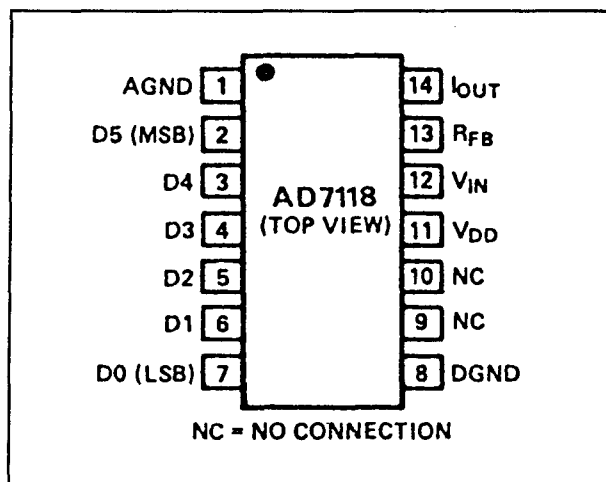 AGND 1 14 IOUT
D5 (MSB) 2 13 RFB
D4 3 12 VIN
AD7118
D3 4 (TOP VIEW) 11 VDD
D2 5 10 NC
D1 6 9 NC
D0 (LSB) 7 8 DGND
NC = NO CONNECTION